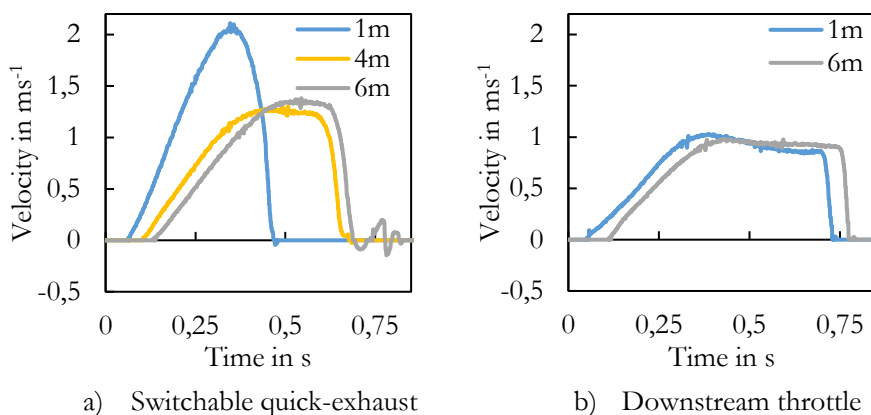 2
1,5
1
0,5
0
-0,5
Velocity in ms⁻¹
1m
4m
6m
0 0,25 0,5 0,75
Time in s
a) Switchable quick-exhaust
2
1,5
1
0,5
0
-0,5
Velocity in ms⁻¹
1m
6m
0 0,25 0,5 0,75
Time in s
b) Downstream throttle